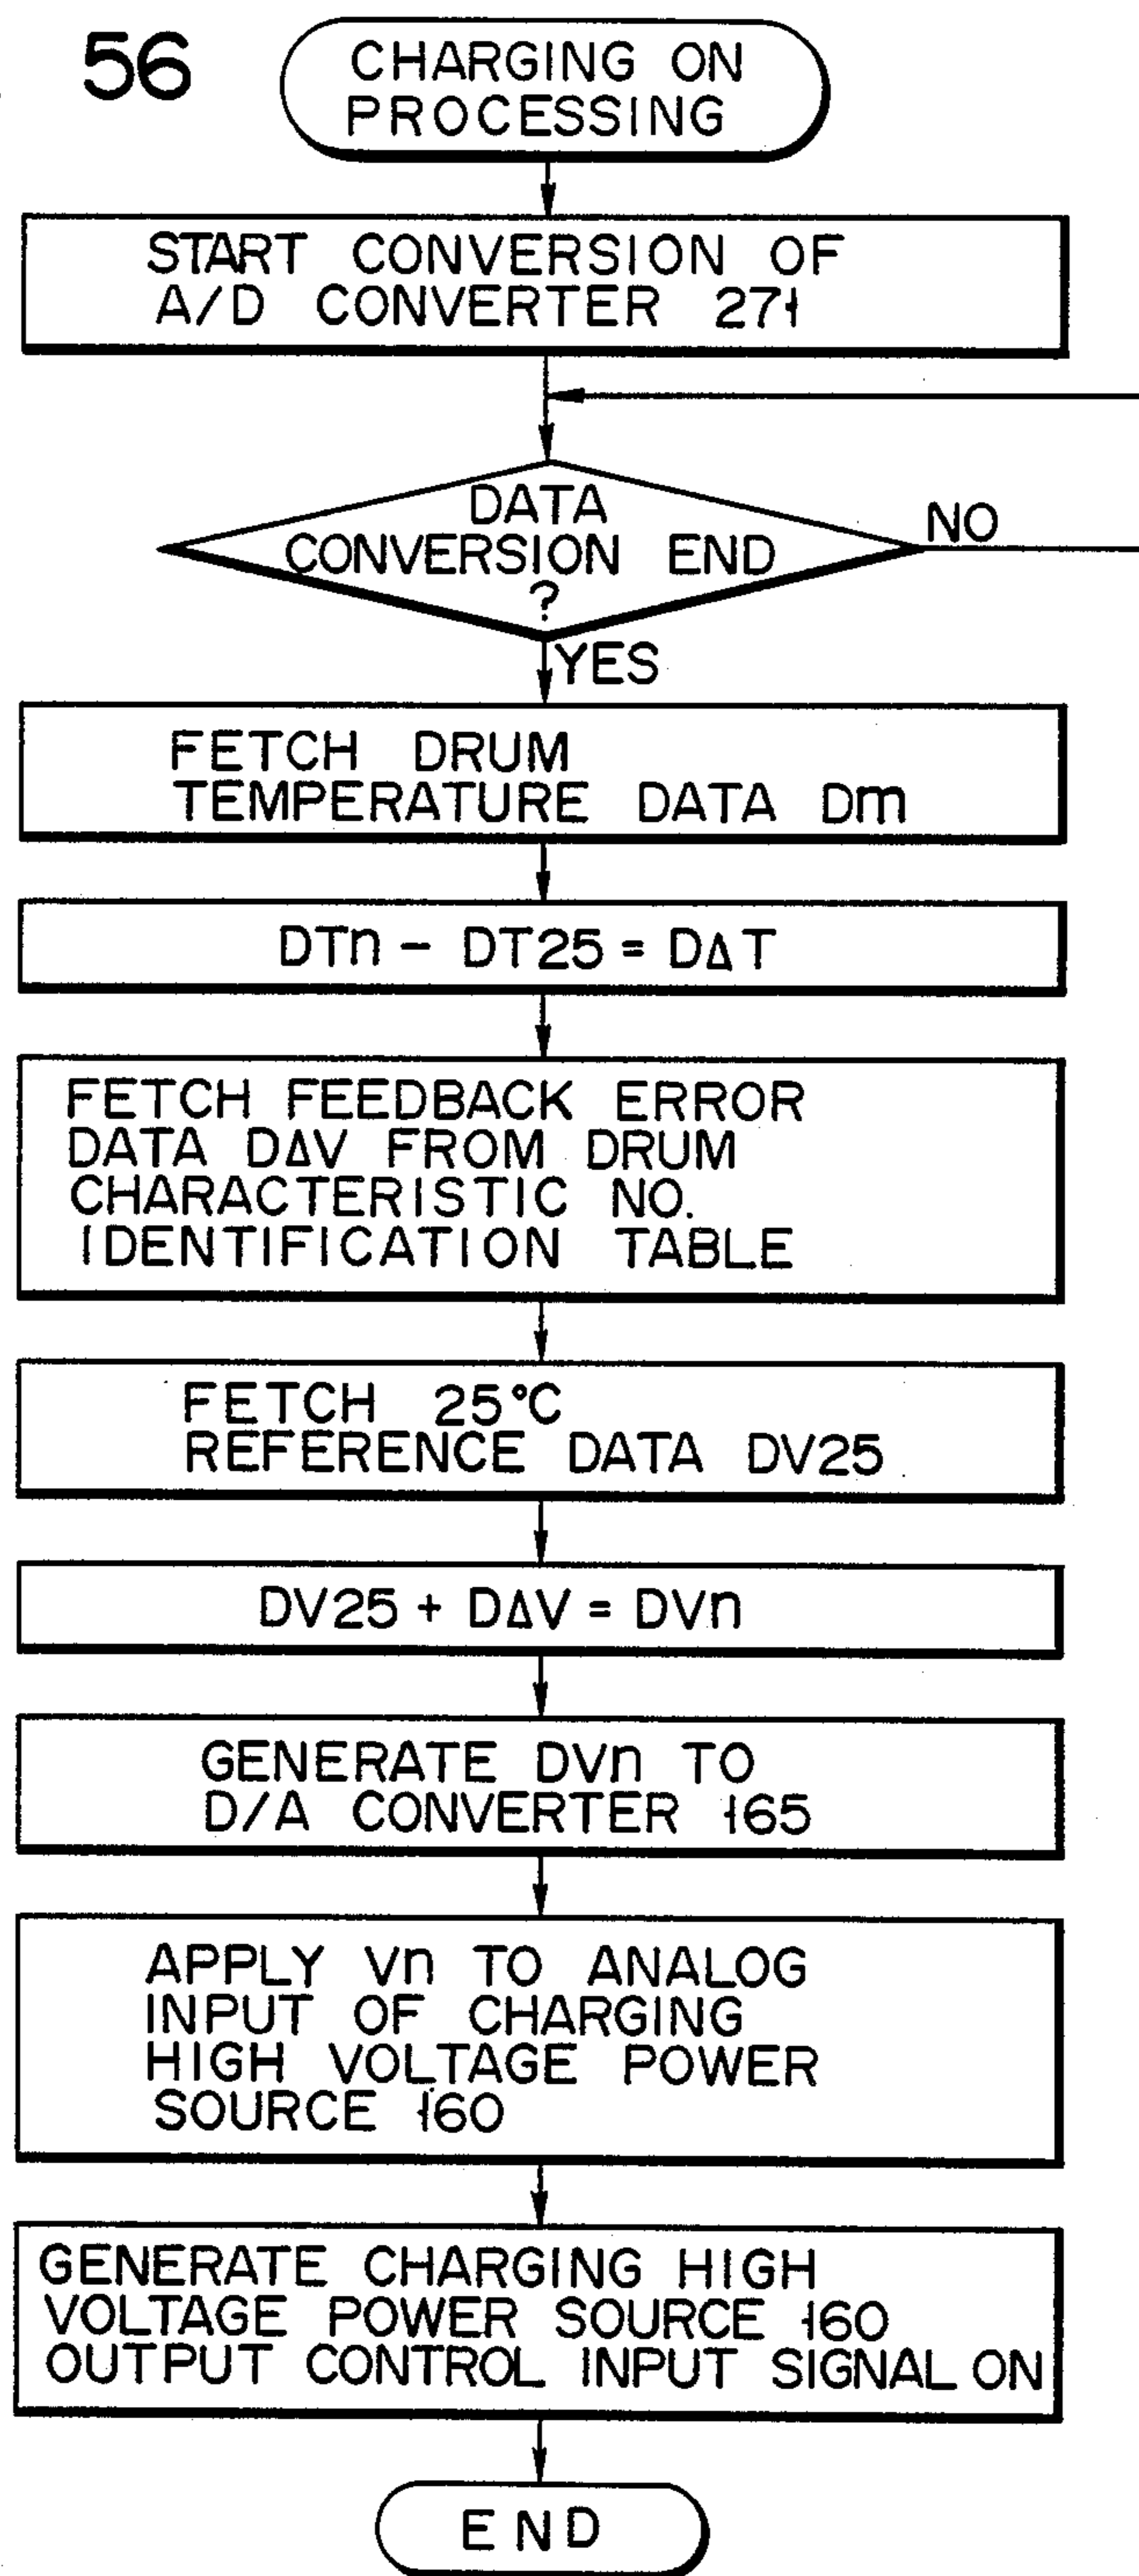 56
CHARGING ON
PROCESSING
START CONVERSION OF
A/D CONVERTER 271
DATA
CONVERSION END
?
NO
YES
FETCH DRUM
TEMPERATURE DATA Dm
DTn - DT25 = DΔT
FETCH FEEDBACK ERROR
DATA DΔV FROM DRUM
CHARACTERISTIC NO.
IDENTIFICATION TABLE
FETCH 25°C
REFERENCE DATA DV25
DV25 + DΔV = DVn
GENERATE DVn TO
D/A CONVERTER 165
APPLY Vn TO ANALOG
INPUT OF CHARGING
HIGH VOLTAGE POWER
SOURCE 160
GENERATE CHARGING HIGH
VOLTAGE POWER SOURCE 160
OUTPUT CONTROL INPUT SIGNAL ON
END